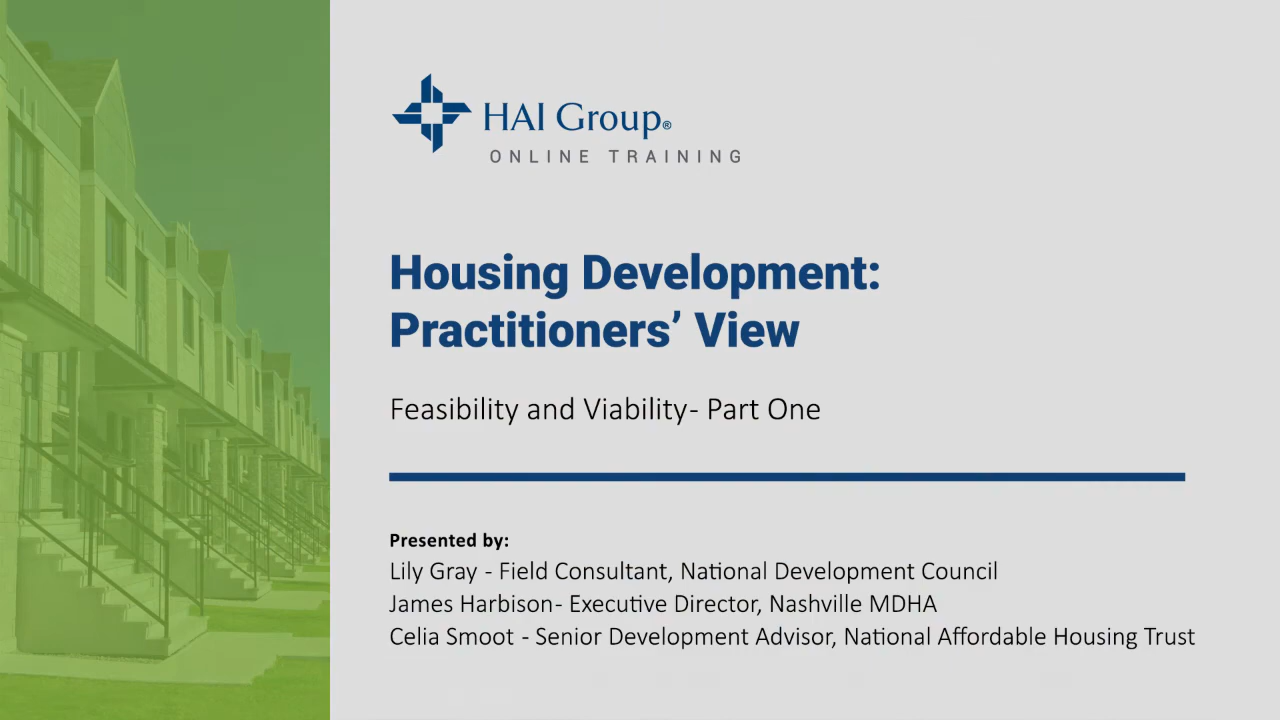 HAI Group®
ONLINE TRAINING
Housing Development:
Practitioners’ View
Feasibility and Viability- Part One
Presented by:
Lily Gray - Field Consultant, National Development Council
James Harbison- Executive Director, Nashville MDHA
Celia Smoot - Senior Development Advisor, National Affordable Housing Trust